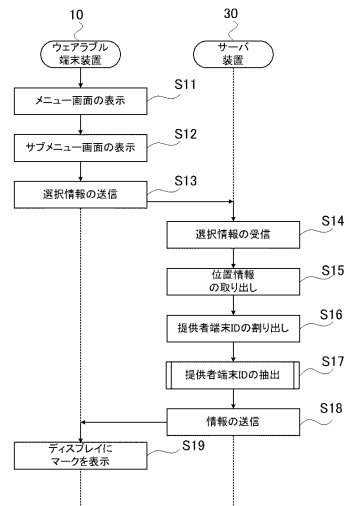 10
30
ウェアラブル
端末装置
サーバ
装置
メニュー画面の表示
S11
サブメニュー画面の表示
S12
選択情報の送信
S13
選択情報の受信
S14
位置情報
の取り出し
S15
提供者端末IDの割り出し
S16
提供者端末IDの抽出
S17
情報の送信
S18
ディスプレイに
マークを表示
S19